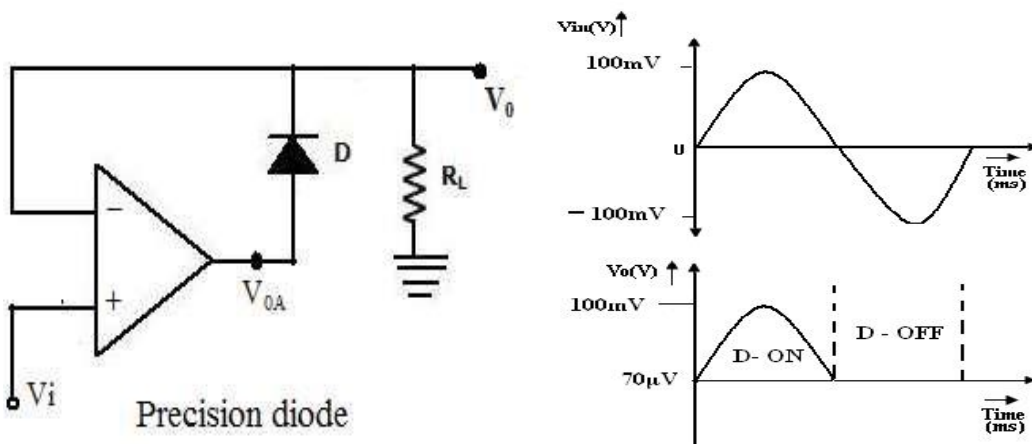 V0
D
RL
−
+
V0A
Vi
Precision diode
Vin(V)
100mV
0
Time
(ms)
−100mV
Vo(V)
100mV
D- ON
D - OFF
70µV
Time
(ms)